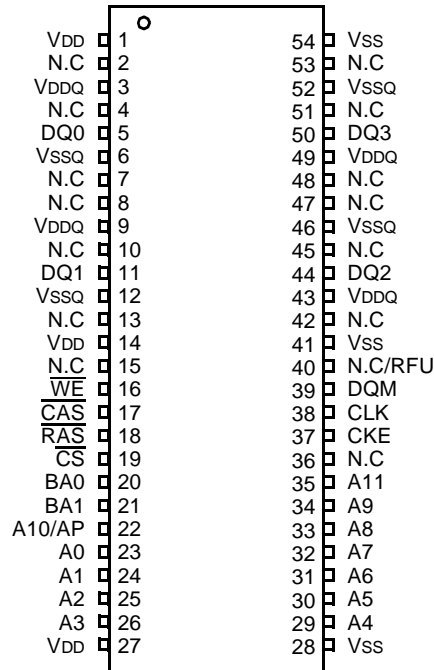 VDD 1 54 VSS
N.C 2 53 N.C
VDDQ 3 52 VSSQ
N.C 4 51 N.C
DQ0 5 50 DQ3
VSSQ 6 49 VDDQ
N.C 7 48 N.C
N.C 8 47 N.C
VDDQ 9 46 VSSQ
N.C 10 45 N.C
DQ1 11 44 DQ2
VSSQ 12 43 VDDQ
N.C 13 42 N.C
VDD 14 41 VSS
N.C 15 40 N.C/RFU
W̅E̅ 16 39 DQM
C̅A̅S̅ 17 38 CLK
R̅A̅S̅ 18 37 CKE
C̅S̅ 19 36 N.C
BA0 20 35 A11
BA1 21 34 A9
A10/AP 22 33 A8
A0 23 32 A7
A1 24 31 A6
A2 25 30 A5
A3 26 29 A4
VDD 27 28 VSS